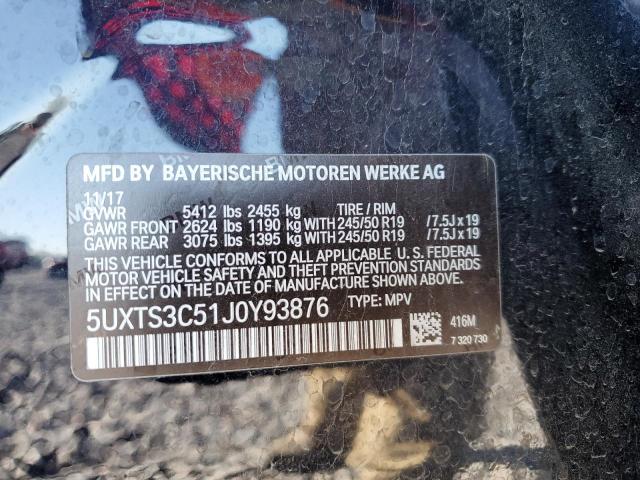 MFD BY BAYERISCHE MOTOREN WERKE AG
11/17
GVWR 5412 lbs 2455 kg TIRE / RIM
GAWR FRONT 2624 lbs 1190 kg WITH 245/50 R19 /7.5J x 19
GAWR REAR 3075 lbs 1395 kg WITH 245/50 R19 /7.5J x 19
THIS VEHICLE CONFORMS TO ALL APPLICABLE U. S. FEDERAL
MOTOR VEHICLE SAFETY AND THEFT PREVENTION STANDARDS
IN EFFECT ON THE DATE OF MANUFACTURE SHOWN ABOVE.
5UXTS3C51J0Y93876 TYPE: MPV
416M
7 320 730